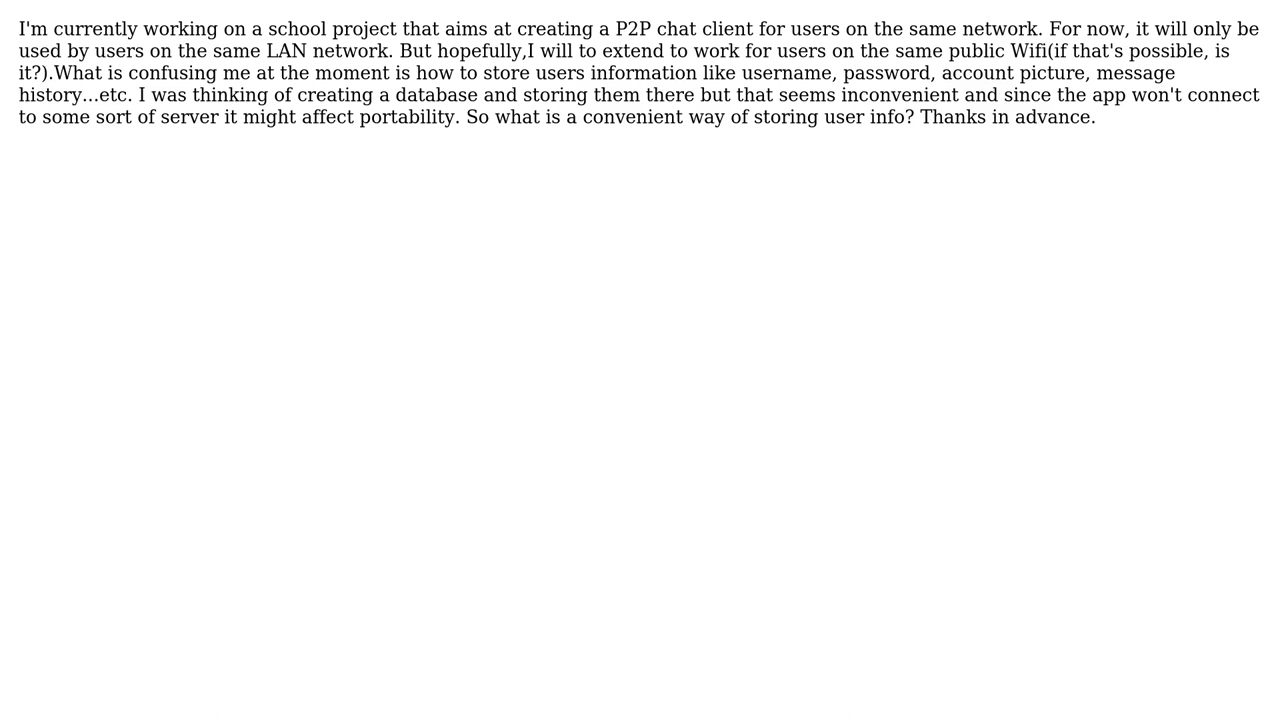 I'm currently working on a school project that aims at creating a P2P chat client for users on the same network. For now, it will only be
used by users on the same LAN network. But hopefully,I will to extend to work for users on the same public Wifi(if that's possible, is
it?).What is confusing me at the moment is how to store users information like username, password, account picture, message
history...etc. I was thinking of creating a database and storing them there but that seems inconvenient and since the app won't connect
to some sort of server it might affect portability. So what is a convenient way of storing user info? Thanks in advance.